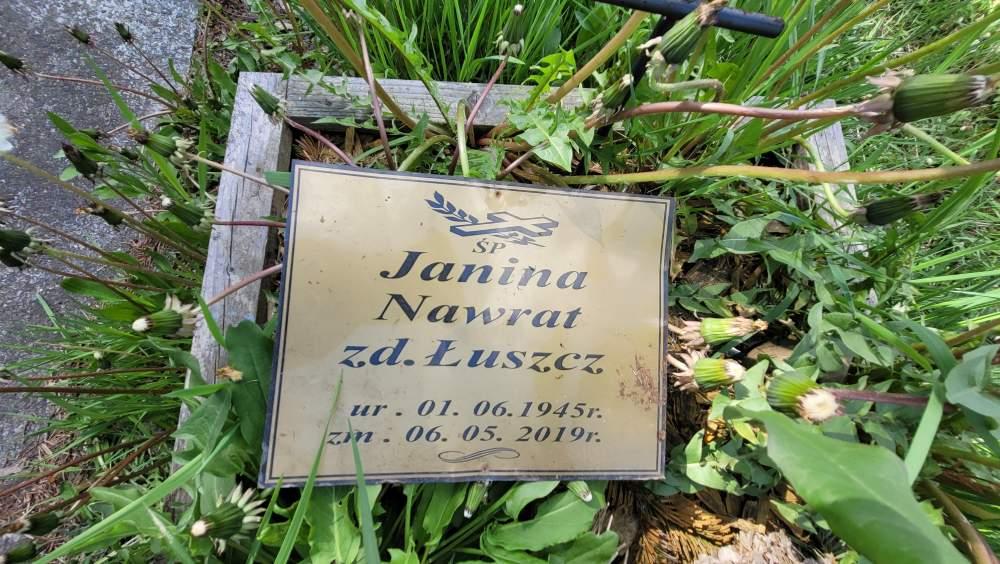 ŚP
Janina
Nawrat
zd. Łuszcz
ur. 01. 06. 1945r.
zm. 06. 05. 2019r.